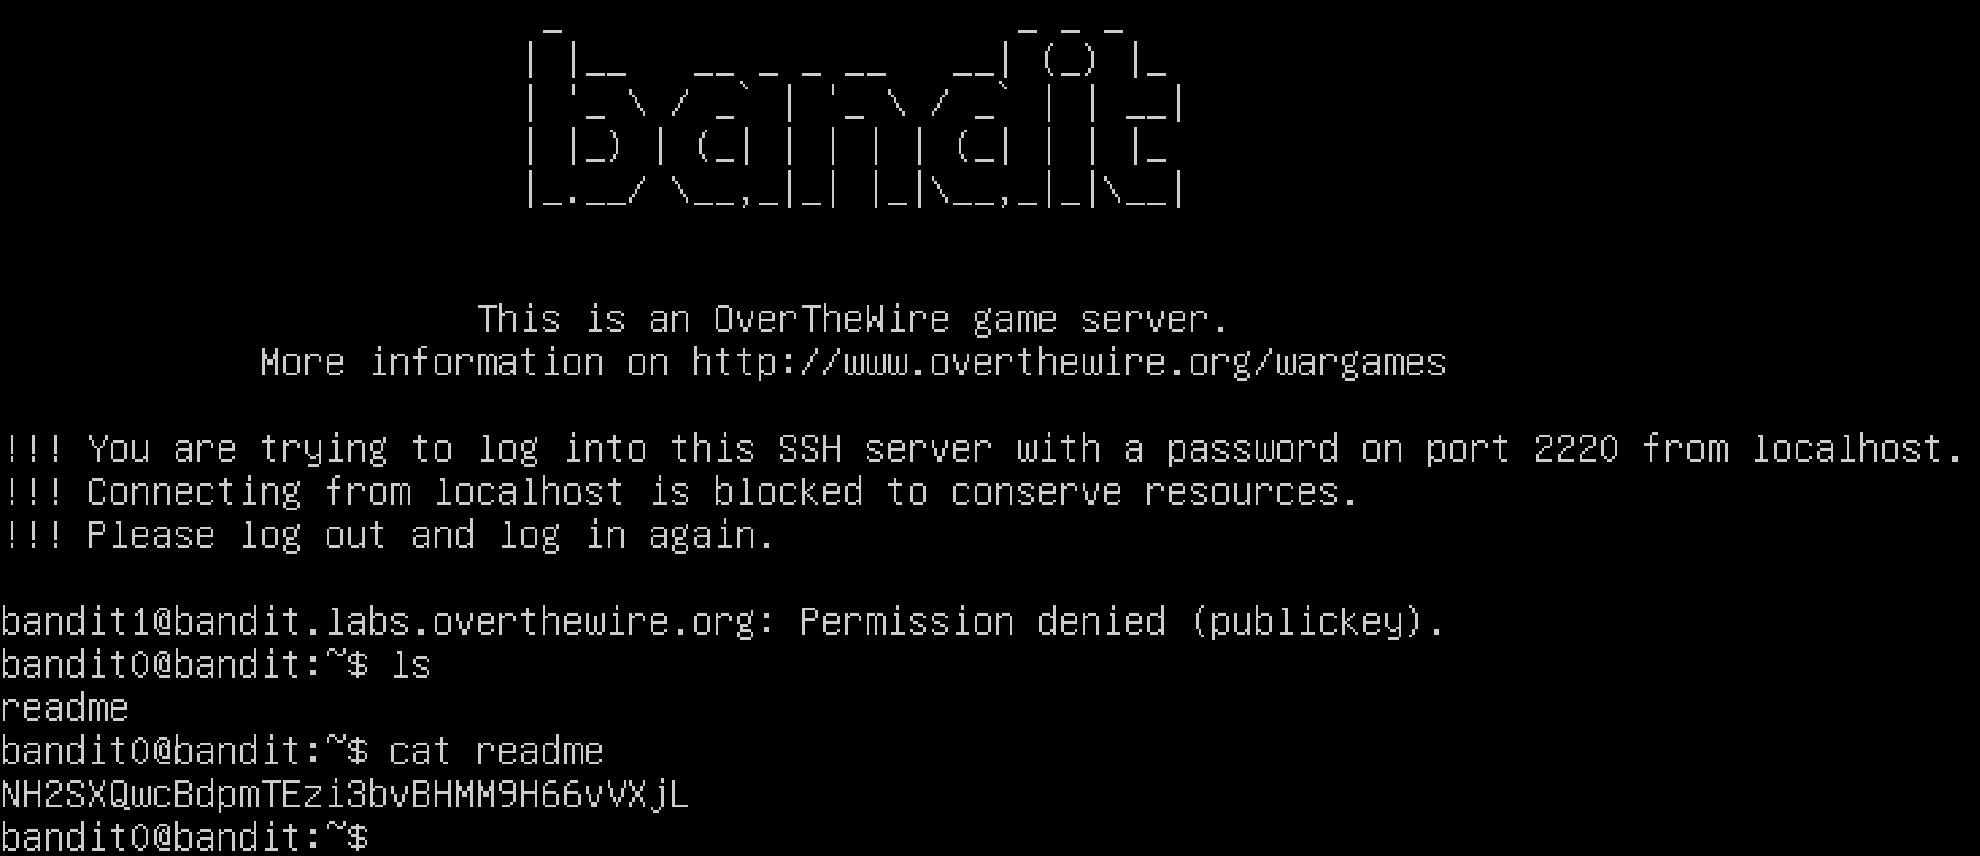 bandit
This is an OverTheWire game server.
More information on http://www.overthewire.org/wargames
!!! You are trying to log into this SSH server with a password on port 2220 from localhost.
!!! Connecting from localhost is blocked to conserve resources.
!!! Please log out and log in again.
bandit1@bandit.labs.overthewire.org: Permission denied (publickey).
bandit0@bandit:~$ ls
readme
bandit0@bandit:~$ cat readme
NH2SXQwcBdpmTEzi3bvBHMM9H66vVXjL
bandit0@bandit:~$